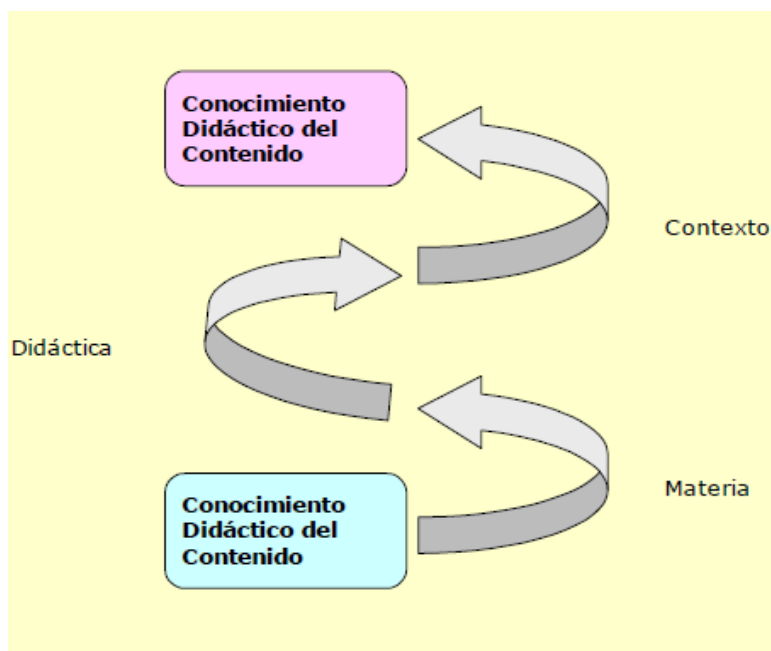 Conocimiento
Didáctico del
Contenido
Contexto
Didáctica
Materia
Conocimiento
Didáctico del
Contenido